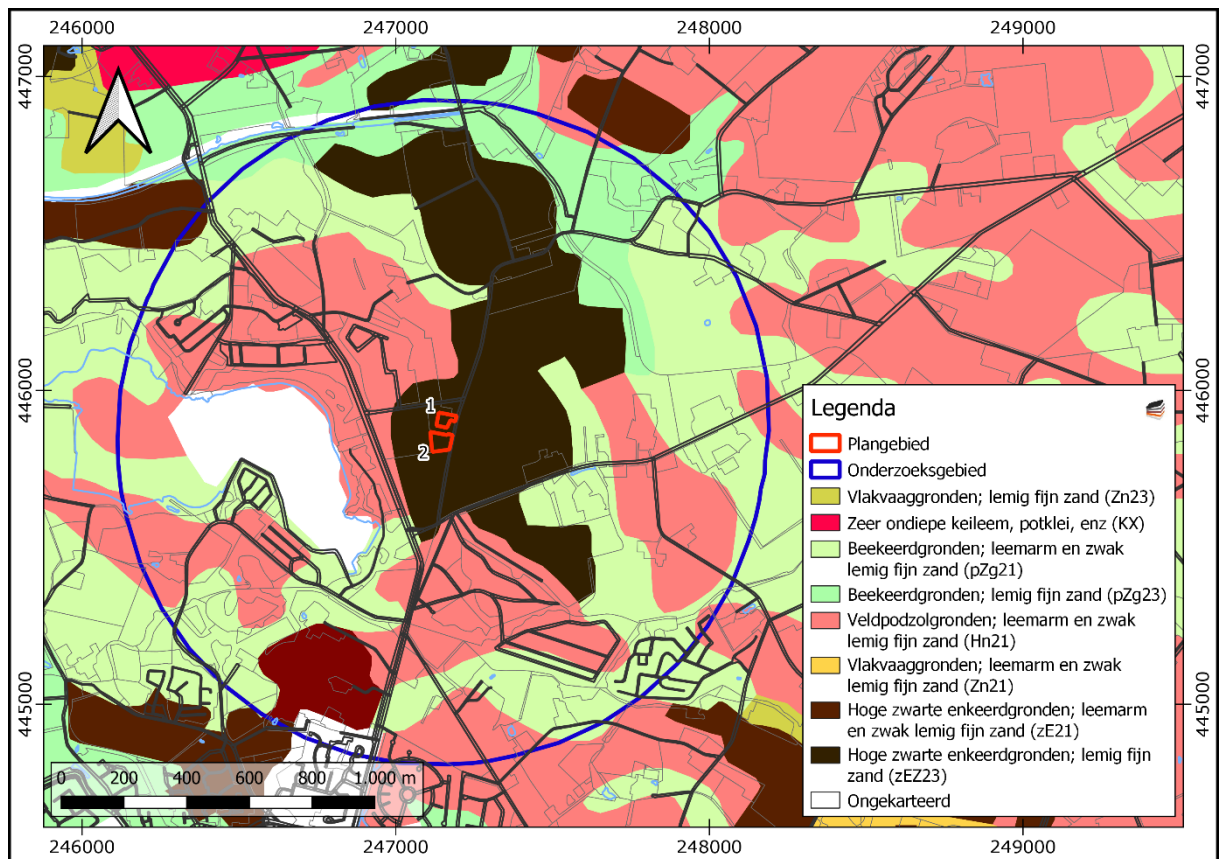 246000 247000 248000 249000
447000 447000
446000 446000
445000 445000
1
2
Legenda
Plangebied
Onderzoeksgebied
Vlakvaaggronden; lemig fijn zand (Zn23)
Zeer ondiepe keileem, potklei, enz (KX)
Beekeerdgronden; leemarm en zwak
lemig fijn zand (pZg21)
Beekeerdgronden; lemig fijn zand (pZg23)
Veldpodzolgronden; leemarm en zwak
lemig fijn zand (Hn21)
Vlakvaaggronden; leemarm en zwak
lemig fijn zand (Zn21)
Hoge zwarte enkeerdgronden; leemarm
en zwak lemig fijn zand (zE21)
Hoge zwarte enkeerdgronden; lemig fijn
zand (zEZ23)
Ongekarteerd
0 200 400 600 800 1.000 m
246000 247000 248000 249000